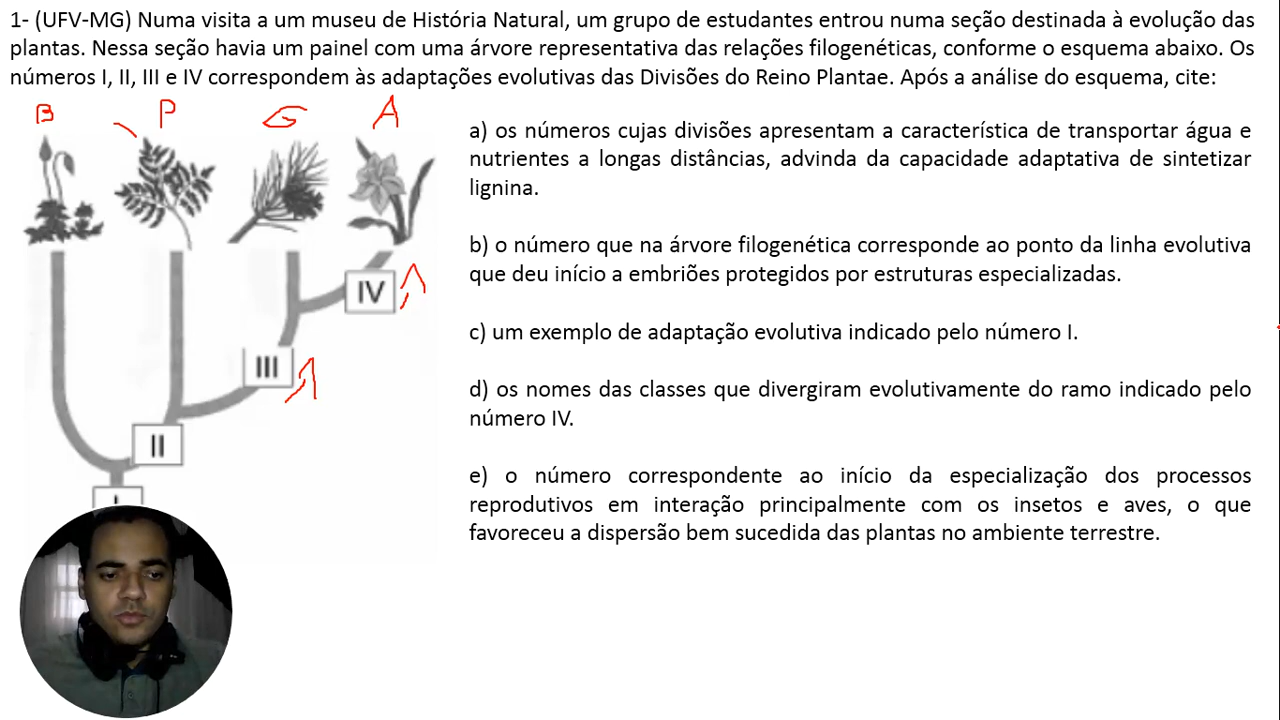 1- (UFV-MG) Numa visita a um museu de História Natural, um grupo de estudantes entrou numa seção destinada à evolução das
plantas. Nessa seção havia um painel com uma árvore representativa das relações filogenéticas, conforme o esquema abaixo. Os
números I, II, III e IV correspondem às adaptações evolutivas das Divisões do Reino Plantae. Após a análise do esquema, cite:
B P G A
a) os números cujas divisões apresentam a característica de transportar água e
nutrientes a longas distâncias, advinda da capacidade adaptativa de sintetizar
lignina.
b) o número que na árvore filogenética corresponde ao ponto da linha evolutiva
que deu início a embriões protegidos por estruturas especializadas.
IV
c) um exemplo de adaptação evolutiva indicado pelo número I.
III
d) os nomes das classes que divergiram evolutivamente do ramo indicado pelo
número IV.
II
e) o número correspondente ao início da especialização dos processos
reprodutivos em interação principalmente com os insetos e aves, o que
favoreceu a dispersão bem sucedida das plantas no ambiente terrestre.
I